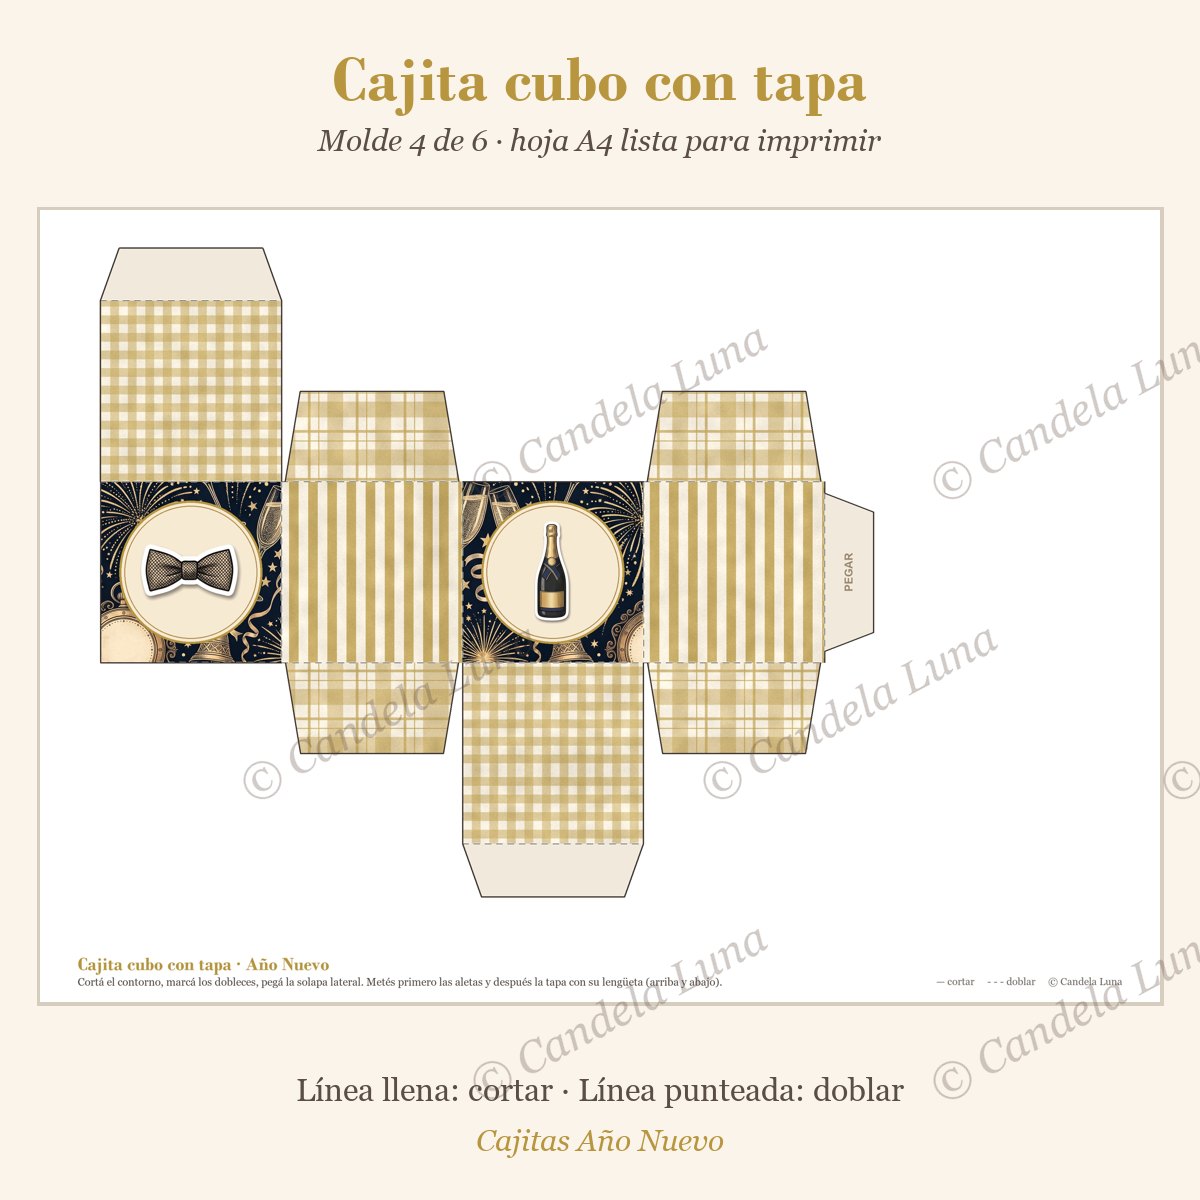 Cajita cubo con tapa
Molde 4 de 6 · hoja A4 lista para imprimir
© Candela Luna
© Candela Luna
PEGAR
© Candela Luna
© Candela Luna
©
Cajita cubo con tapa · Año Nuevo
Cortá el contorno, marcá los dobleces, pegá la solapa lateral. Metés primero las aletas y después la tapa con su lengüeta (arriba y abajo).
— cortar - - - doblar © Candela Luna
© Candela Luna
© Candela Luna
Línea llena: cortar · Línea punteada: doblar
Cajitas Año Nuevo